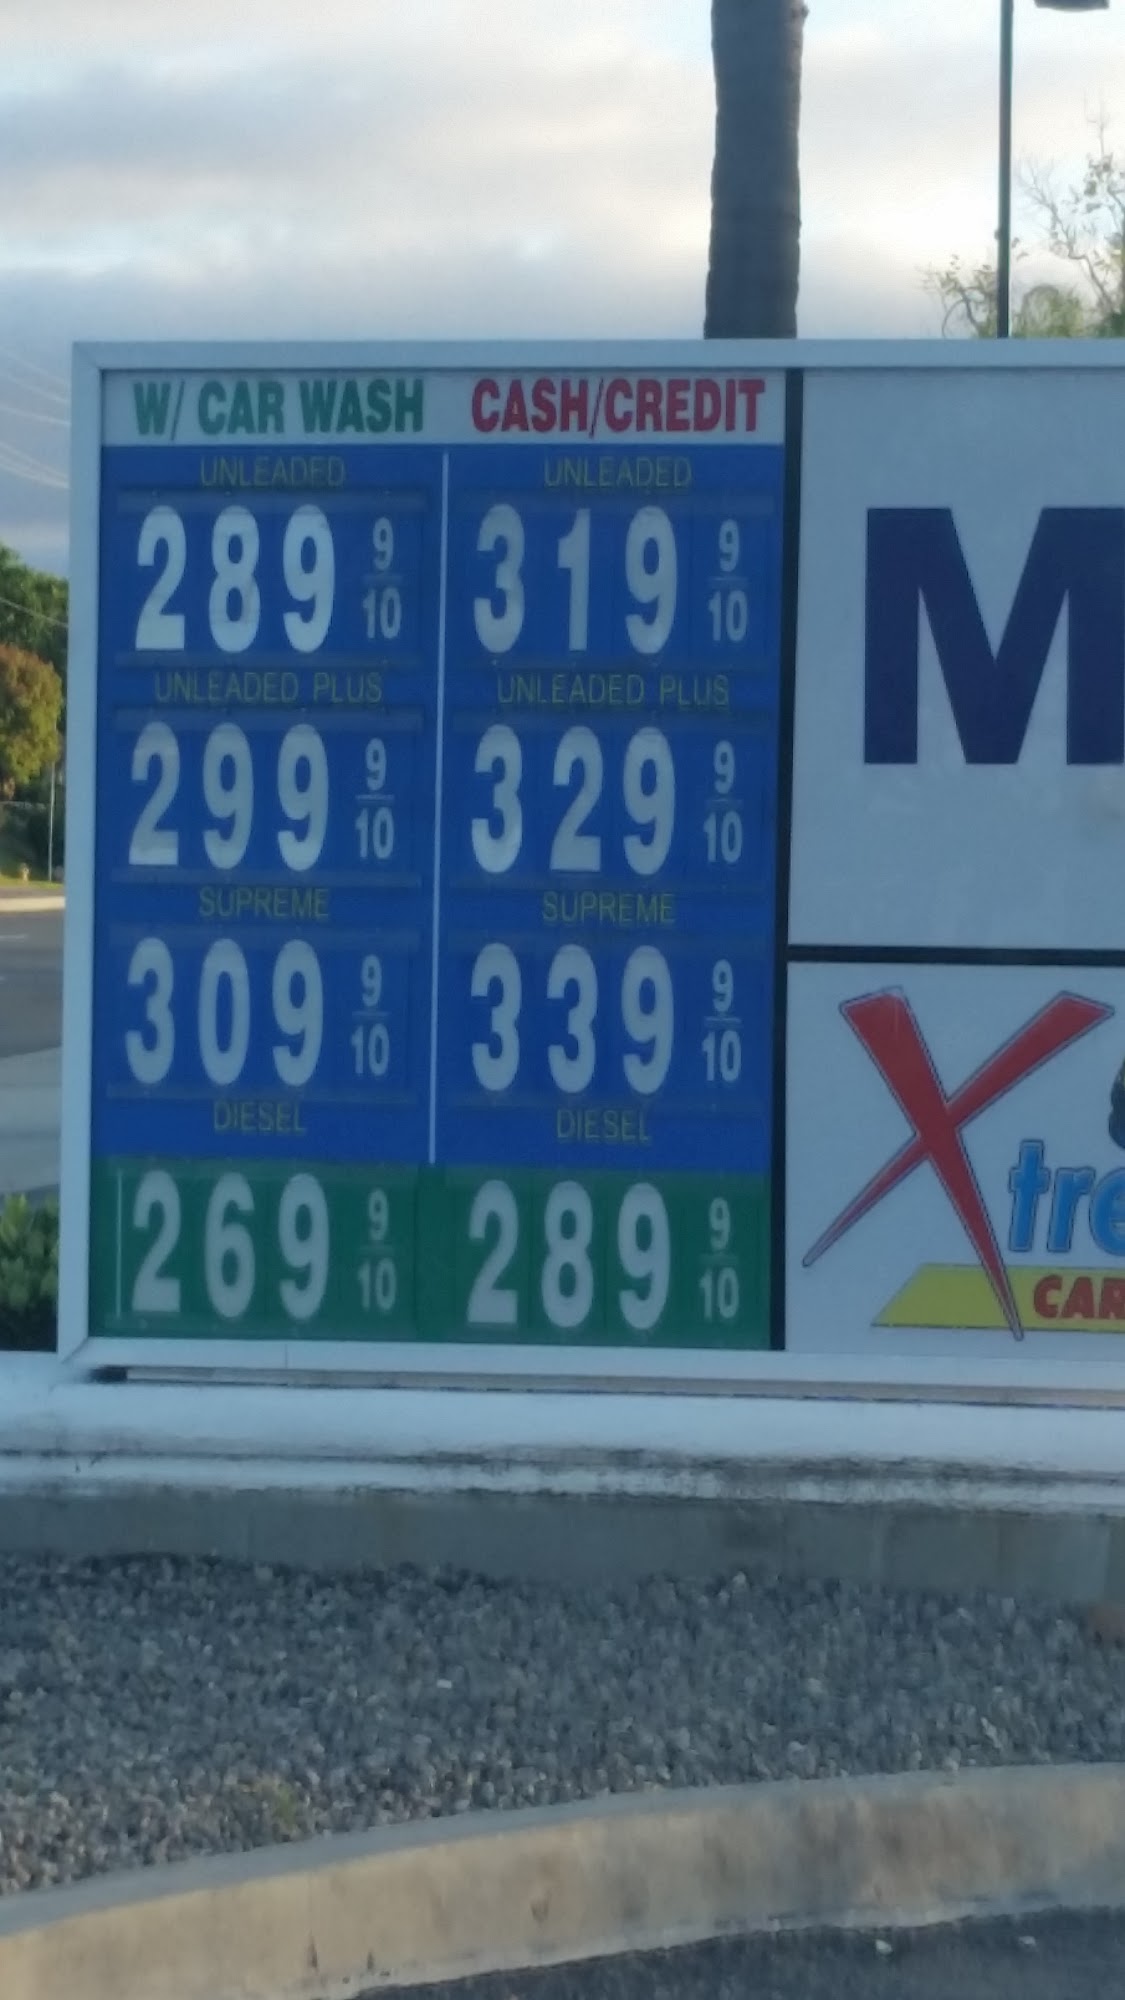 W/ CAR WASH CASH/CREDIT
UNLEADED UNLEADED
289 9/10 319 9/10
UNLEADED PLUS UNLEADED PLUS
299 9/10 329 9/10
SUPREME SUPREME
309 9/10 339 9/10
DIESEL DIESEL
269 9/10 289 9/10
M
Xtre
CAR